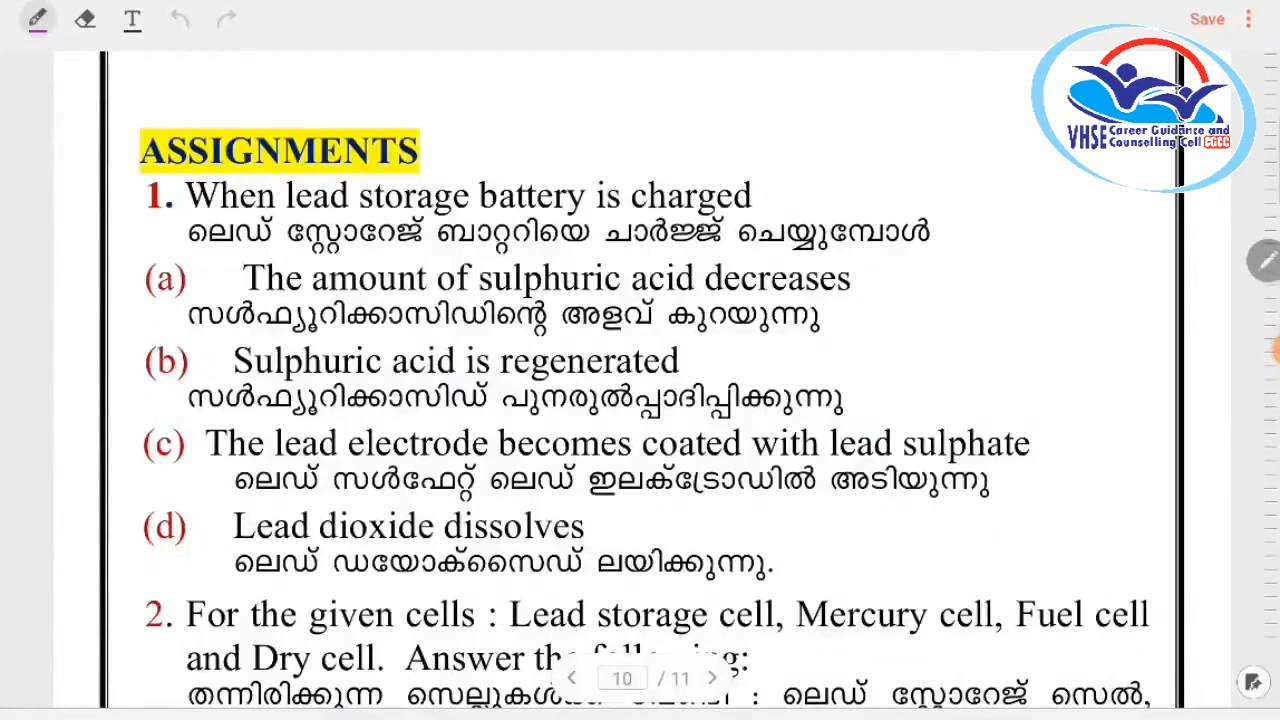 T
Save
VHSE Career Guidance and Counselling Cell CGCC
ASSIGNMENTS
1. When lead storage battery is charged
ലെഡ് സ്റ്റോറേജ് ബാറ്ററിയെ ചാർജ്ജ് ചെയ്യുമ്പോൾ
(a) The amount of sulphuric acid decreases
സൾഫ്യൂറിക്കാസിഡിന്റെ അളവ് കുറയുന്നു
(b) Sulphuric acid is regenerated
സൾഫ്യൂറിക്കാസിഡ് പുനരുൽപ്പാദിപ്പിക്കുന്നു
(c) The lead electrode becomes coated with lead sulphate
ലെഡ് സൾഫേറ്റ് ലെഡ് ഇലക്ട്രോഡിൽ അടിയുന്നു
(d) Lead dioxide dissolves
ലെഡ് ഡയോക്സൈഡ് ലയിക്കുന്നു.
2. For the given cells : Lead storage cell, Mercury cell, Fuel cell
and Dry cell. Answer the following:
തന്നിരിക്കുന്ന : ലെഡ് സ്റ്റോറേജ് സെൽ,
10 / 11